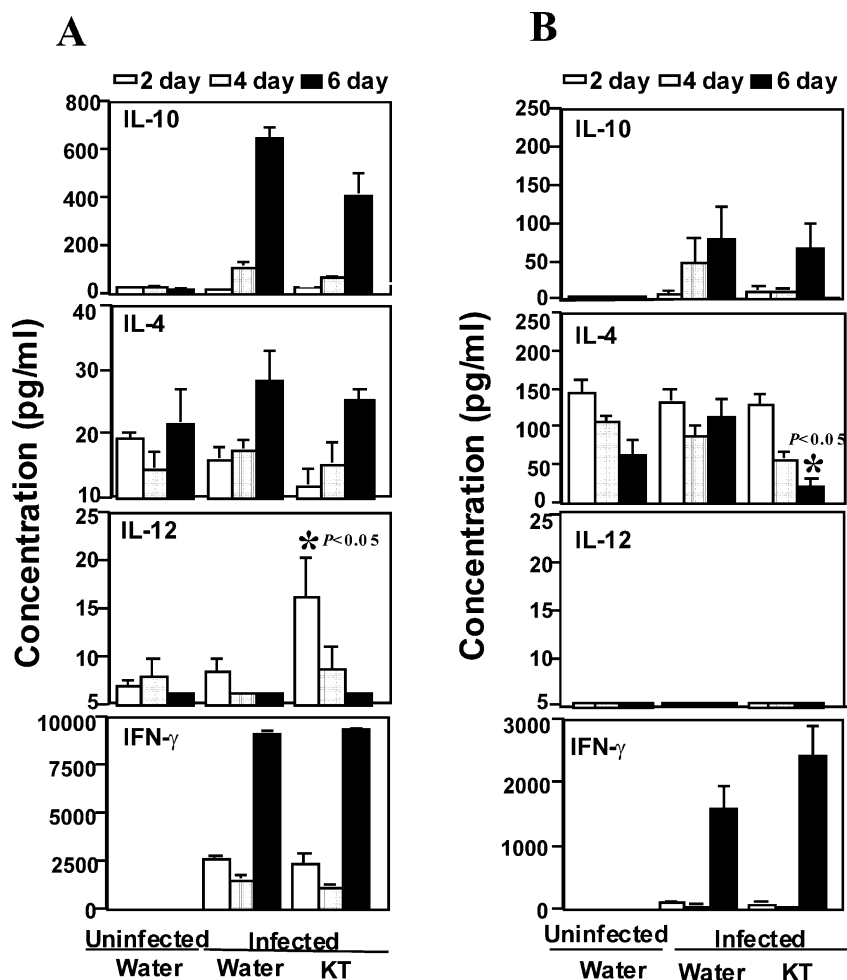 A
2 day 4 day 6 day
800
600
400
200
0
IL-10
40
30
20
10
IL-4
25
20
15
10
5
IL-12
* P<0.05
10000
7500
5000
2500
0
IFN-γ
Concentration (pg/ml)
Uninfected Infected
Water Water KT
B
2 day 4 day 6 day
250
200
150
100
50
0
IL-10
250
200
150
100
50
0
IL-4
P<0.05
*
25
20
15
10
5
IL-12
3000
2000
1000
0
IFN-γ
Concentration (pg/ml)
Uninfected Infected
Water Water KT